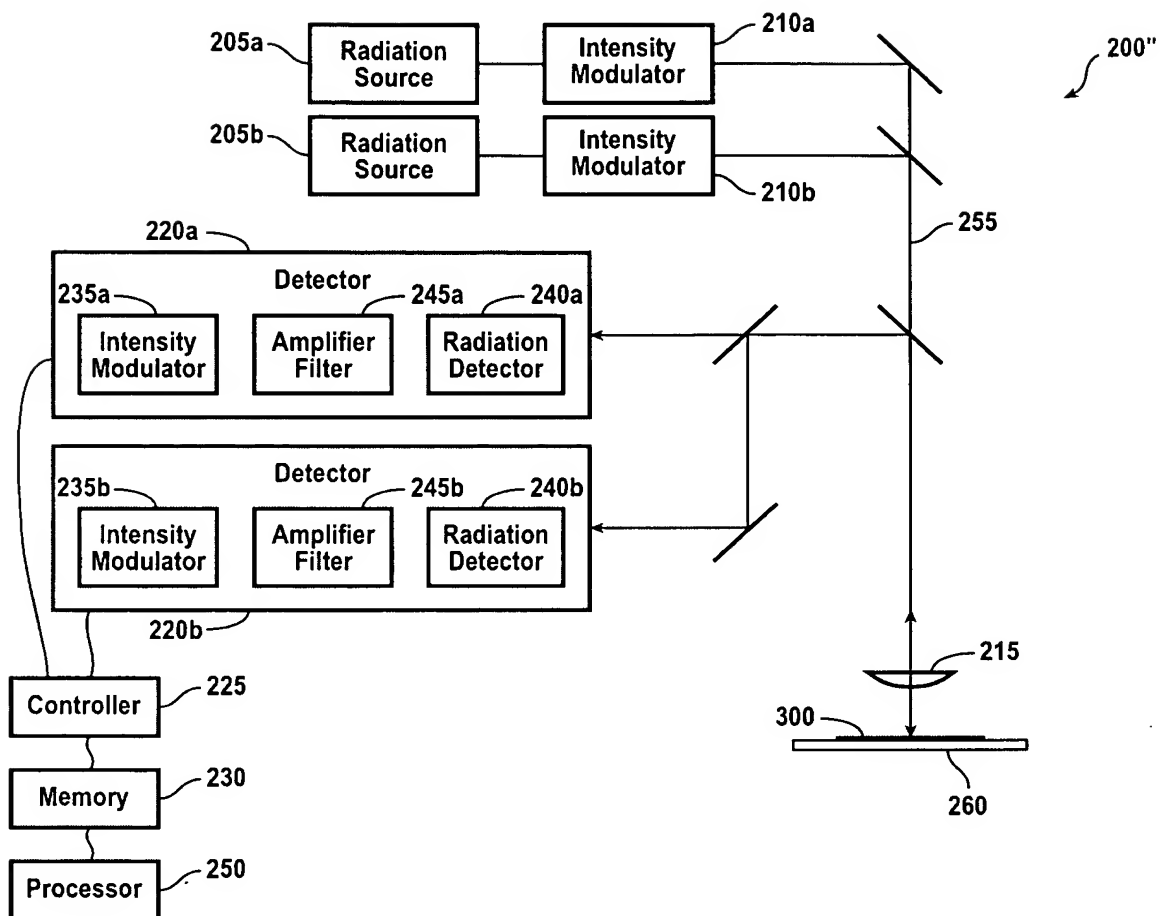 205a
Radiation
Source
Intensity
Modulator
210a
200"
205b
Radiation
Source
Intensity
Modulator
210b
255
220a
Detector
235a
245a
240a
Intensity
Modulator
Amplifier
Filter
Radiation
Detector
Detector
235b
245b
240b
Intensity
Modulator
Amplifier
Filter
Radiation
Detector
220b
Controller
225
215
300
260
Memory
230
Processor
250